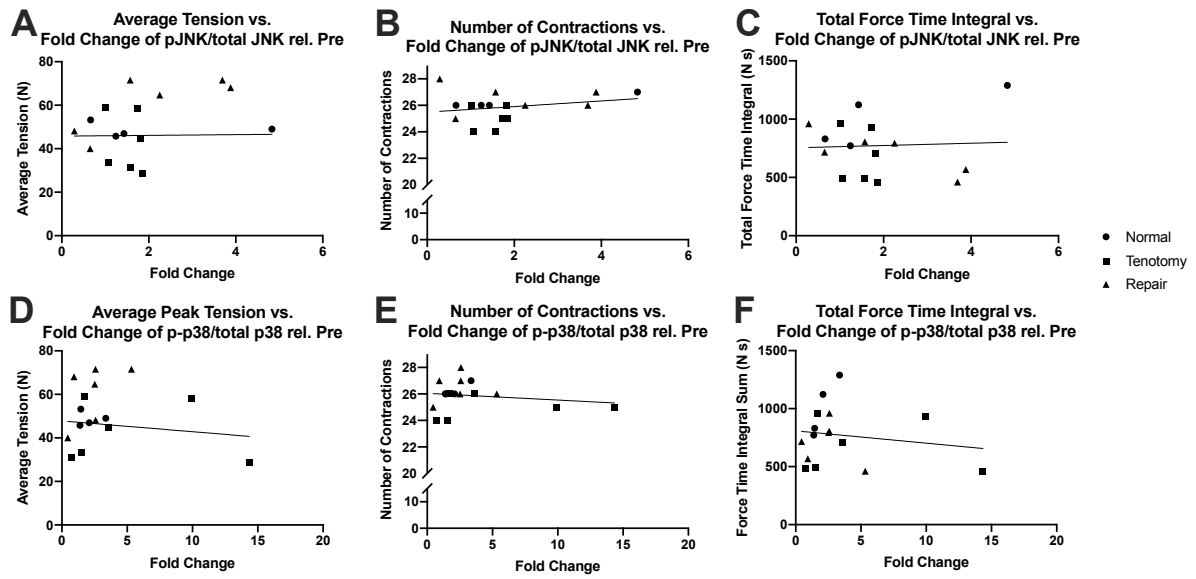 A
Average Tension vs.
Fold Change of pJNK/total JNK rel. Pre
80
60
40
20
0
0
2
4
6
Average Tension (N)
Fold Change
B
Number of Contractions vs.
Fold Change of pJNK/total JNK rel. Pre
28
26
24
22
20
10
0
0
2
4
6
Number of Contractions
Fold Change
C
Total Force Time Integral vs.
Fold Change of pJNK/total JNK rel. Pre
1500
1000
500
0
0
2
4
6
Total Force Time Integral (N s)
Fold Change
Normal
Tenotomy
Repair
D
Average Peak Tension vs.
Fold Change of p-p38/total p38 rel. Pre
80
60
40
20
0
0
5
10
15
20
Average Tension (N)
Fold Change
E
Number of Contractions vs.
Fold Change of p-p38/total p38 rel. Pre
28
26
24
22
20
10
0
0
5
10
15
20
Number of Contractions
Fold Change
F
Total Force Time Integral vs.
Fold Change of p-p38/total p38 rel. Pre
1500
1000
500
0
0
5
10
15
20
Force Time Integral Sum (N s)
Fold Change